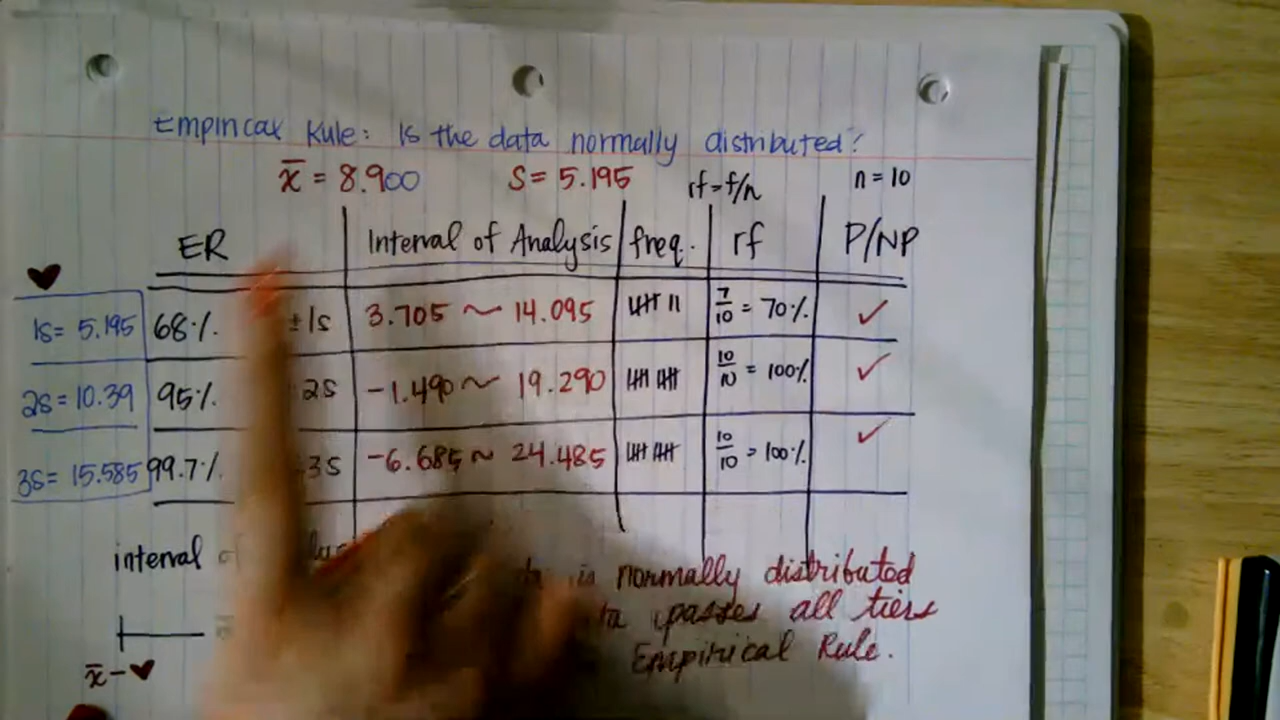 Empirical Rule: Is the data normally distributed?
x̄ = 8.900 S = 5.195 rf = f/n n = 10
ER Interval of Analysis freq. rf P/NP
♥
1s = 5.195 68% ±1s 3.705 ~ 14.095 𝍸 || 7/10 = 70% ✓
2s = 10.39 95% 2s -1.490 ~ 19.290 𝍸 𝍸 10/10 = 100% ✓
3s = 15.585 99.7% 3s -6.685 ~ 24.485 𝍸 𝍸 10/10 = 100% ✓
interval
is normally distributed
passes all tiers
Empirical Rule.
x̄ - ♥